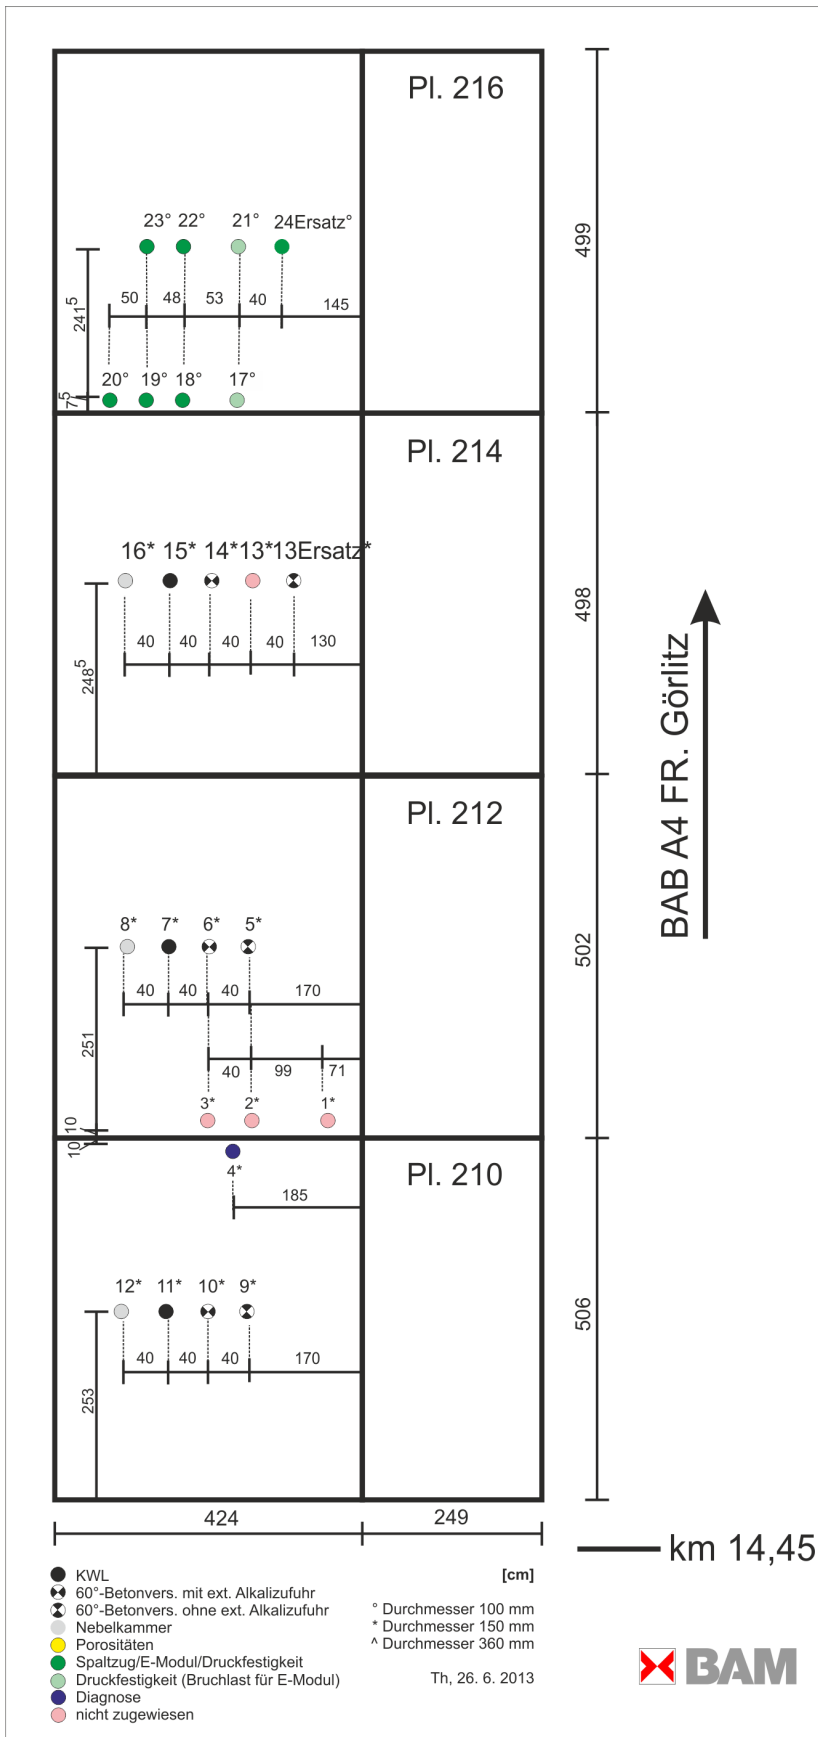 Pl. 216
23° 22° 21° 24Ersatz°
50 48 53 40 145
241⁵
20° 19° 18° 17°
7⁵
499
Pl. 214
16* 15* 14* 13* 13Ersatz*
40 40 40 40 130
248⁵
498
Pl. 212
8* 7* 6* 5*
40 40 40 170
251
40 99 71
3* 2* 1*
10
502
10
Pl. 210
4*
185
12* 11* 10* 9*
40 40 40 170
253
506
BAB A4 FR. Görlitz
424 249
km 14,45
KWL
60°-Betonvers. mit ext. Alkalizufuhr
60°-Betonvers. ohne ext. Alkalizufuhr
Nebelkammer
Porositäten
Spaltzug/E-Modul/Druckfestigkeit
Druckfestigkeit (Bruchlast für E-Modul)
Diagnose
nicht zugewiesen
[cm]
° Durchmesser 100 mm
* Durchmesser 150 mm
^ Durchmesser 360 mm
Th, 26. 6. 2013
BAM